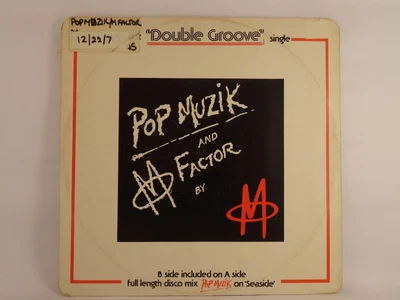 POP MUZIK/M FACTOR
12/22/7
"Double Groove" single
POP MUZIK
AND
M FACTOR
BY
M
B side included on A side
full length disco mix POP MUZIK on 'Seaside'